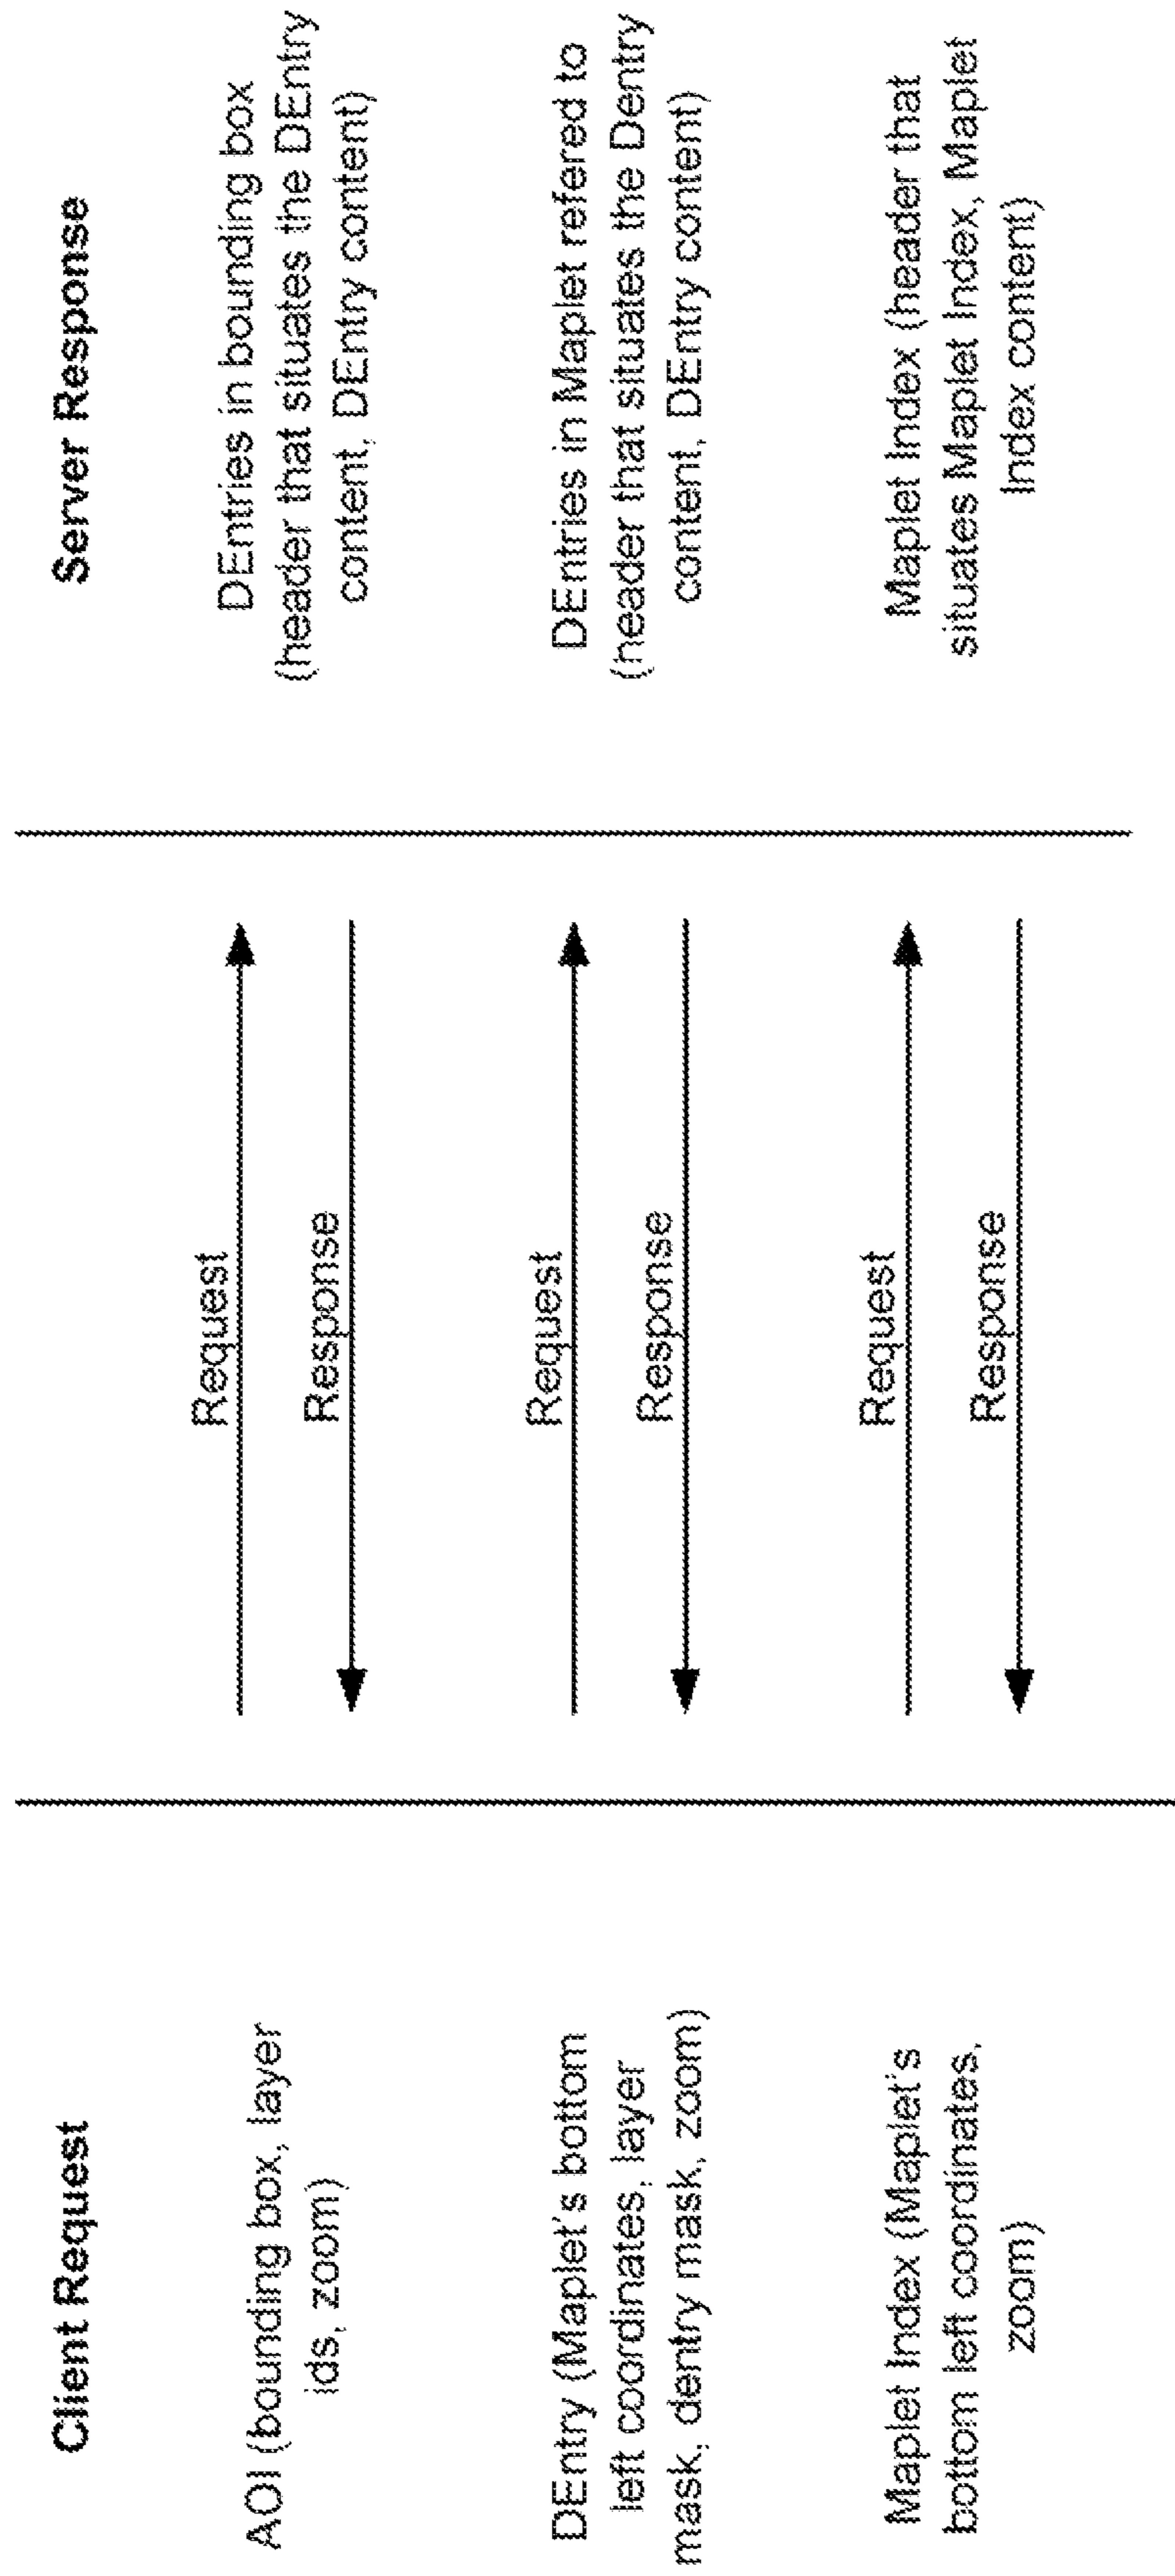 Client Request
Server Response
AOI (bounding box, layer
ids, zoom)
Request
Response
DEntries in bounding box
(header that situates the DEntry
content, DEntry content)
DEntry (Maplet's bottom
left coordinates, layer
mask, dentry mask, zoom)
Request
Response
DEntries in Maplet refered to
(header that situates the Dentry
content, DEntry content)
Maplet Index (Maplet's
bottom left coordinates,
zoom)
Request
Response
Maplet Index (header that
situates Maplet Index, Maplet
Index content)